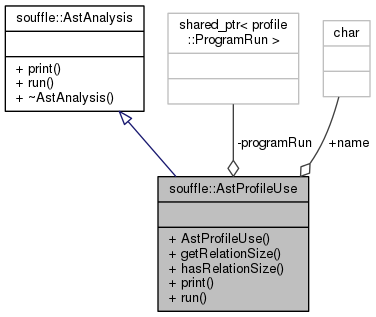 souffle::AstAnalysis
+ print()
+ run()
+ ~AstAnalysis()
shared_ptr< profile
::ProgramRun >
char
-programRun
+name
souffle::AstProfileUse
+ AstProfileUse()
+ getRelationSize()
+ hasRelationSize()
+ print()
+ run()